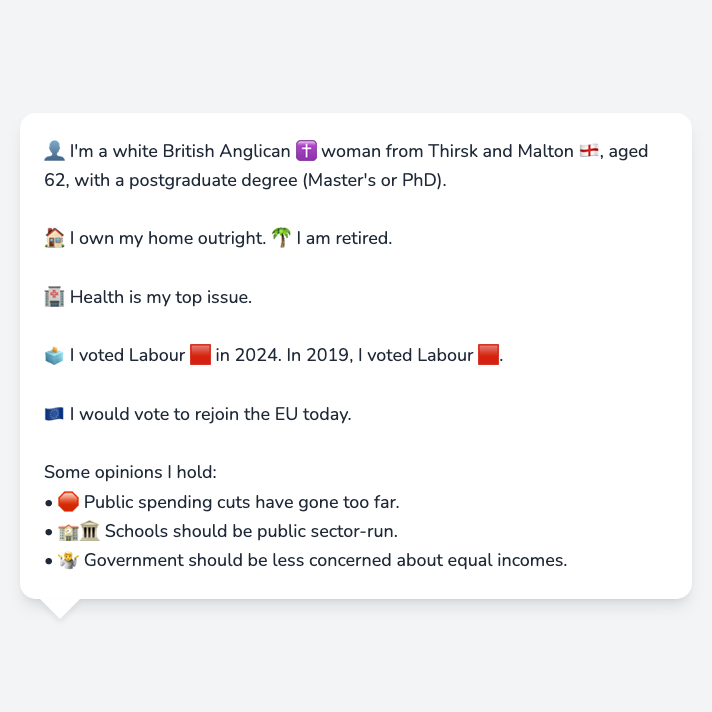 👤 I'm a white British Anglican ✝️ woman from Thirsk and Malton 🏴󠁧󠁢󠁥󠁮󠁧󠁿, aged
62, with a postgraduate degree (Master's or PhD).
🏠 I own my home outright. 🌴 I am retired.
🏥 Health is my top issue.
🗳️ I voted Labour 🟥 in 2024. In 2019, I voted Labour 🟥.
🇪🇺 I would vote to rejoin the EU today.
Some opinions I hold:
• 🛑 Public spending cuts have gone too far.
• 🏫🏛️ Schools should be public sector-run.
• 🤷‍♀️ Government should be less concerned about equal incomes.